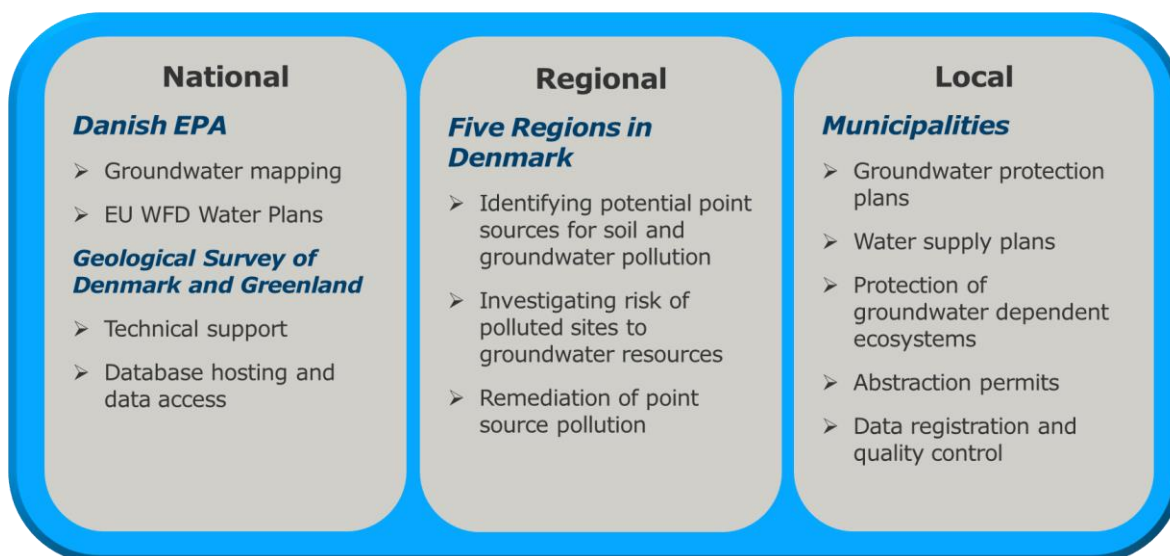 National
Danish EPA
➤ Groundwater mapping
➤ EU WFD Water Plans
Geological Survey of
Denmark and Greenland
➤ Technical support
➤ Database hosting and
data access
Regional
Five Regions in
Denmark
➤ Identifying potential point
sources for soil and
groundwater pollution
➤ Investigating risk of
polluted sites to
groundwater resources
➤ Remediation of point
source pollution
Local
Municipalities
➤ Groundwater protection
plans
➤ Water supply plans
➤ Protection of
groundwater dependent
ecosystems
➤ Abstraction permits
➤ Data registration and
quality control